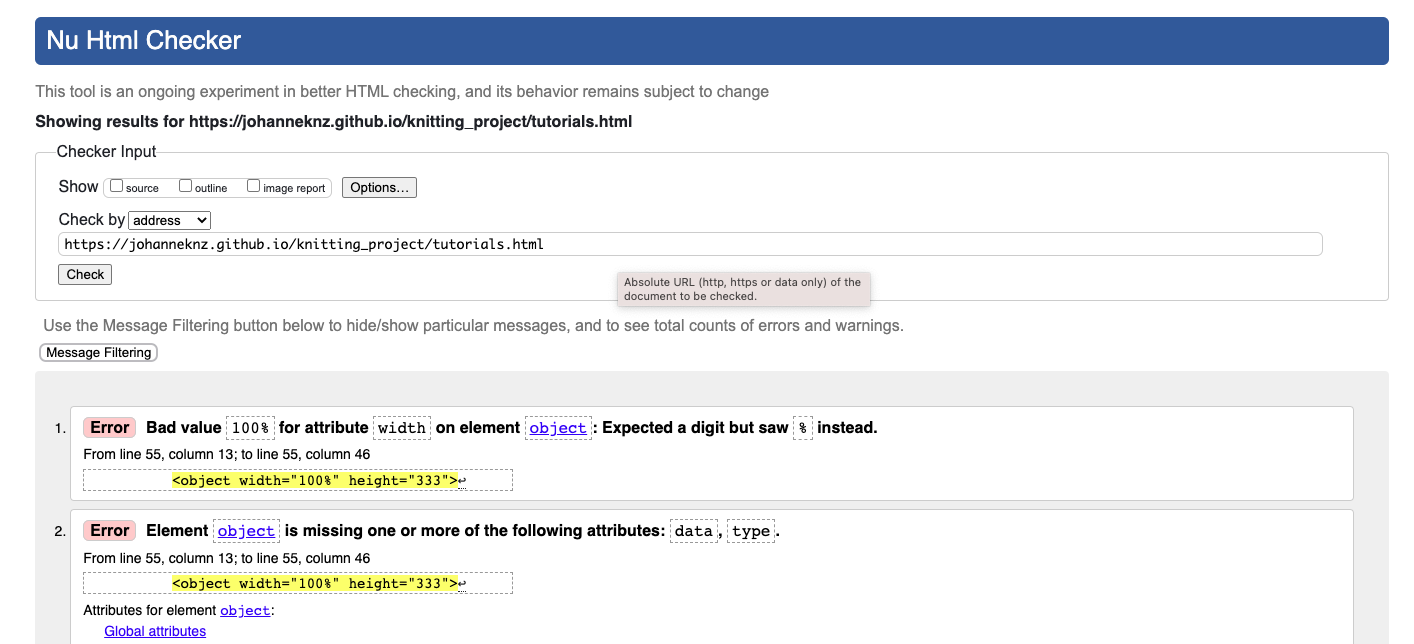 Nu Html Checker
This tool is an ongoing experiment in better HTML checking, and its behavior remains subject to change
Showing results for https://johanneknz.github.io/knitting_project/tutorials.html
Checker Input
Show source outline image report Options...
Check by address
https://johanneknz.github.io/knitting_project/tutorials.html
Check
Absolute URL (http, https or data only) of the
document to be checked.
Use the Message Filtering button below to hide/show particular messages, and to see total counts of errors and warnings.
Message Filtering
1. Error Bad value 100% for attribute width on element object: Expected a digit but saw % instead.
From line 55, column 13; to line 55, column 46
<object width="100%" height="333">↩
2. Error Element object is missing one or more of the following attributes: data, type.
From line 55, column 13; to line 55, column 46
<object width="100%" height="333">↩
Attributes for element object:
Global attributes